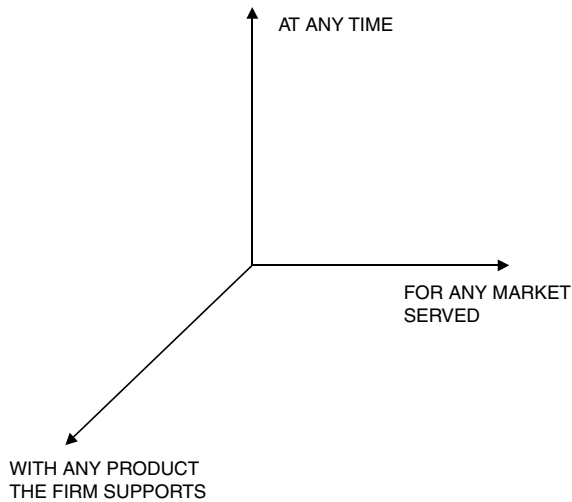 AT ANY TIME
FOR ANY MARKET
SERVED
WITH ANY PRODUCT
THE FIRM SUPPORTS